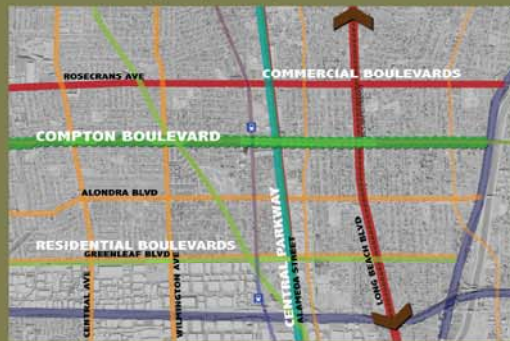 ROSECRANS AVE
COMMERCIAL BOULEVARDS
COMPTON BOULEVARD
ALONDRA BLVD
RESIDENTIAL BOULEVARDS
GREENLEAF BLVD
CENTRAL AVE
WILMINGTON AVE
CENTRAL PARKWAY
ALAMEDA STREET
LONG BEACH BLVD